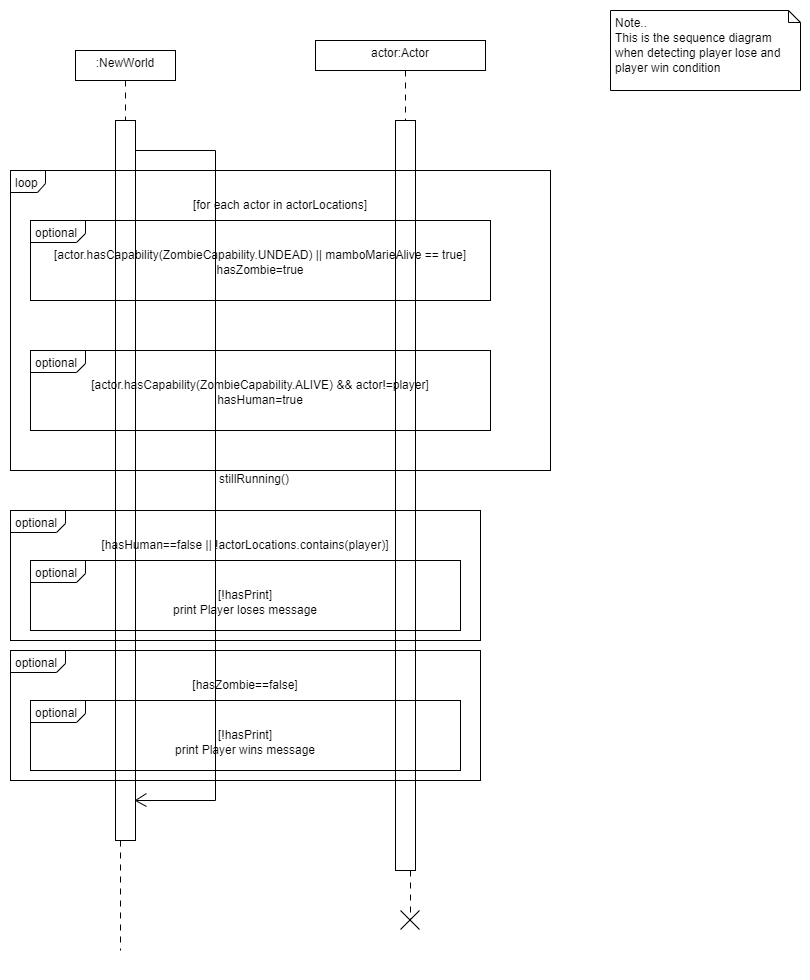 Note..
This is the sequence diagram
when detecting player lose and
player win condition
:NewWorld
actor:Actor
loop
[for each actor in actorLocations]
optional
[actor.hasCapability(ZombieCapability.UNDEAD) || mamboMarieAlive == true]
hasZombie=true
optional
[actor.hasCapability(ZombieCapability.ALIVE) && actor!=player]
hasHuman=true
stillRunning()
optional
[hasHuman==false || !actorLocations.contains(player)]
optional
[!hasPrint]
print Player loses message
optional
[hasZombie==false]
optional
[!hasPrint]
print Player wins message